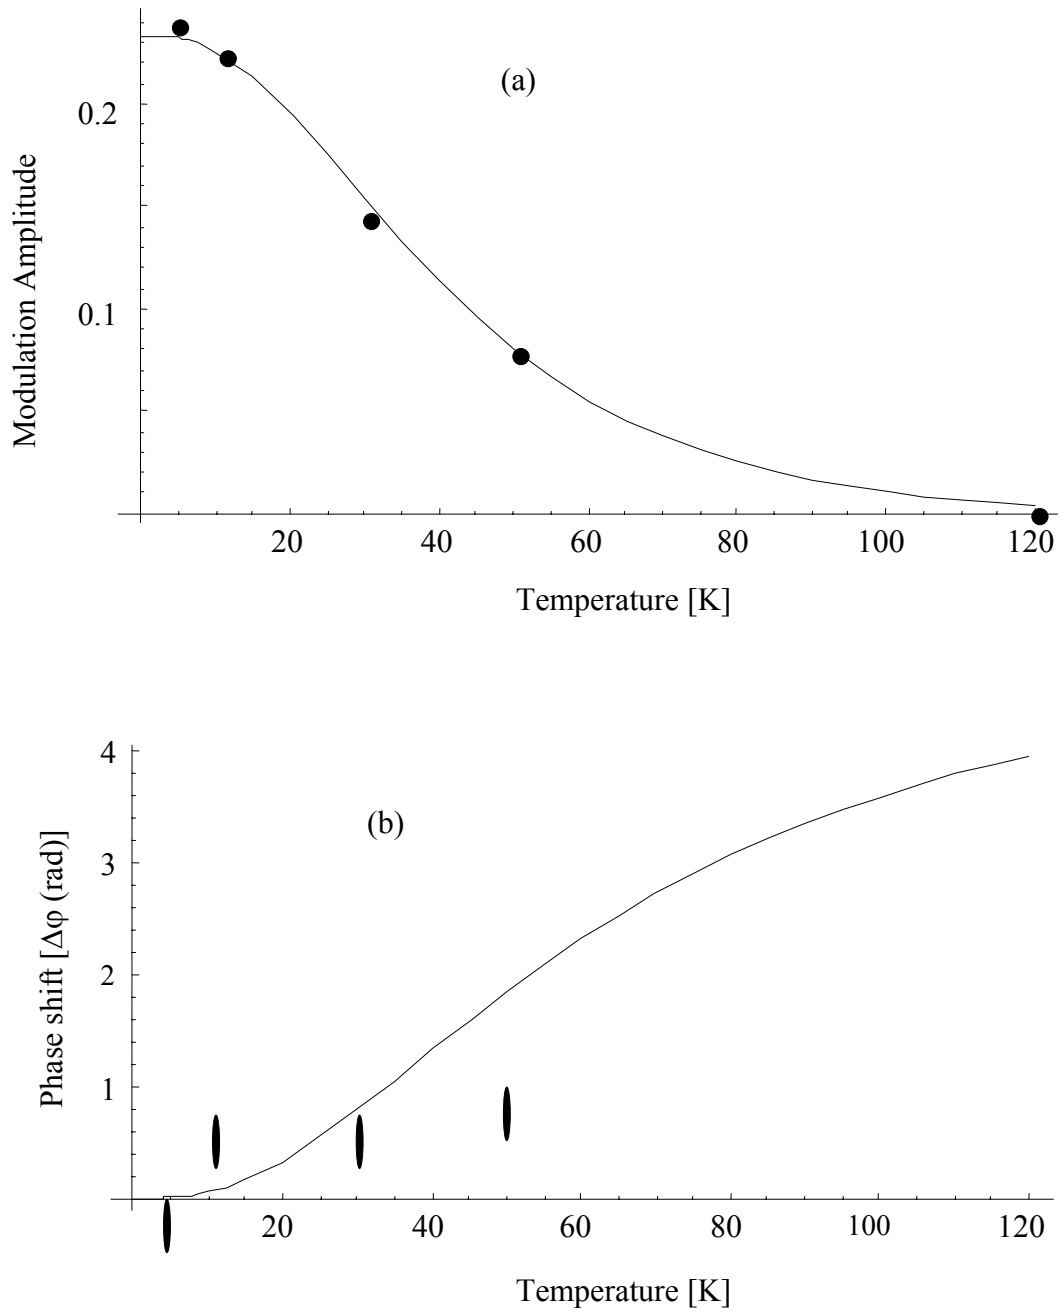 (a)
0.2
0.1
Modulation Amplitude
20 40 60 80 100 120
Temperature [K]
4
(b)
3
2
1
Phase shift [Δφ (rad)]
20 40 60 80 100 120
Temperature [K]